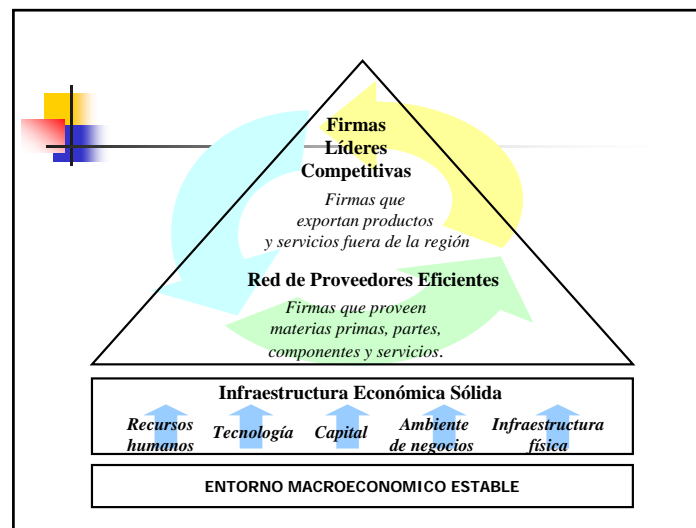 Firmas
Líderes
Competitivas
Firmas que
exportan productos
y servicios fuera de la región
Red de Proveedores Eficientes
Firmas que proveen
materias primas, partes,
componentes y servicios.
Infraestructura Económica Sólida
Recursos
humanos
Tecnología
Capital
Ambiente
de negocios
Infraestructura
física
ENTORNO MACROECONOMICO ESTABLE